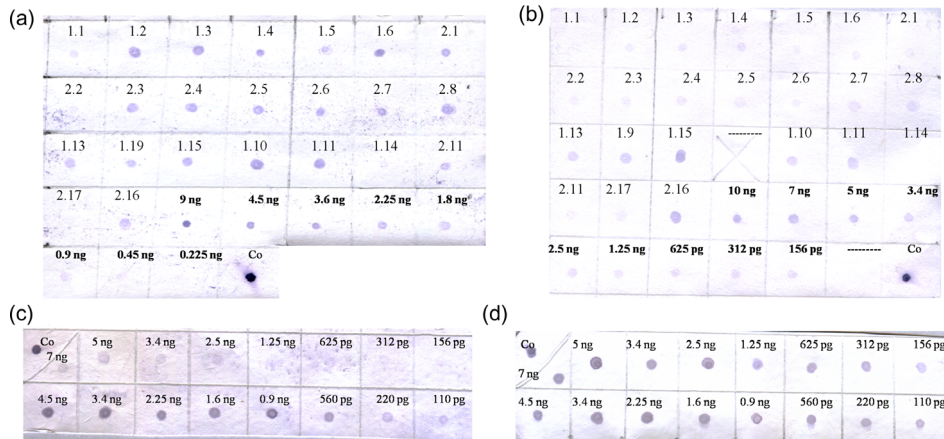 (a)
1.1 1.2 1.3 1.4 1.5 1.6 2.1
2.2 2.3 2.4 2.5 2.6 2.7 2.8
1.13 1.19 1.15 1.10 1.11 1.14 2.11
2.17 2.16 9 ng 4.5 ng 3.6 ng 2.25 ng 1.8 ng
0.9 ng 0.45 ng 0.225 ng Co
(b)
1.1 1.2 1.3 1.4 1.5 1.6 2.1
2.2 2.3 2.4 2.5 2.6 2.7 2.8
1.13 1.9 1.15 --------- 1.10 1.11 1.14
2.11 2.17 2.16 10 ng 7 ng 5 ng 3.4 ng
2.5 ng 1.25 ng 625 pg 312 pg 156 pg --------- Co
(c)
Co 5 ng 3.4 ng 2.5 ng 1.25 ng 625 pg 312 pg 156 pg
7 ng
4.5 ng 3.4 ng 2.25 ng 1.6 ng 0.9 ng 560 pg 220 pg 110 pg
(d)
Co 5 ng 3.4 ng 2.5 ng 1.25 ng 625 pg 312 pg 156 pg
7 ng
4.5 ng 3.4 ng 2.25 ng 1.6 ng 0.9 ng 560 pg 220 pg 110 pg